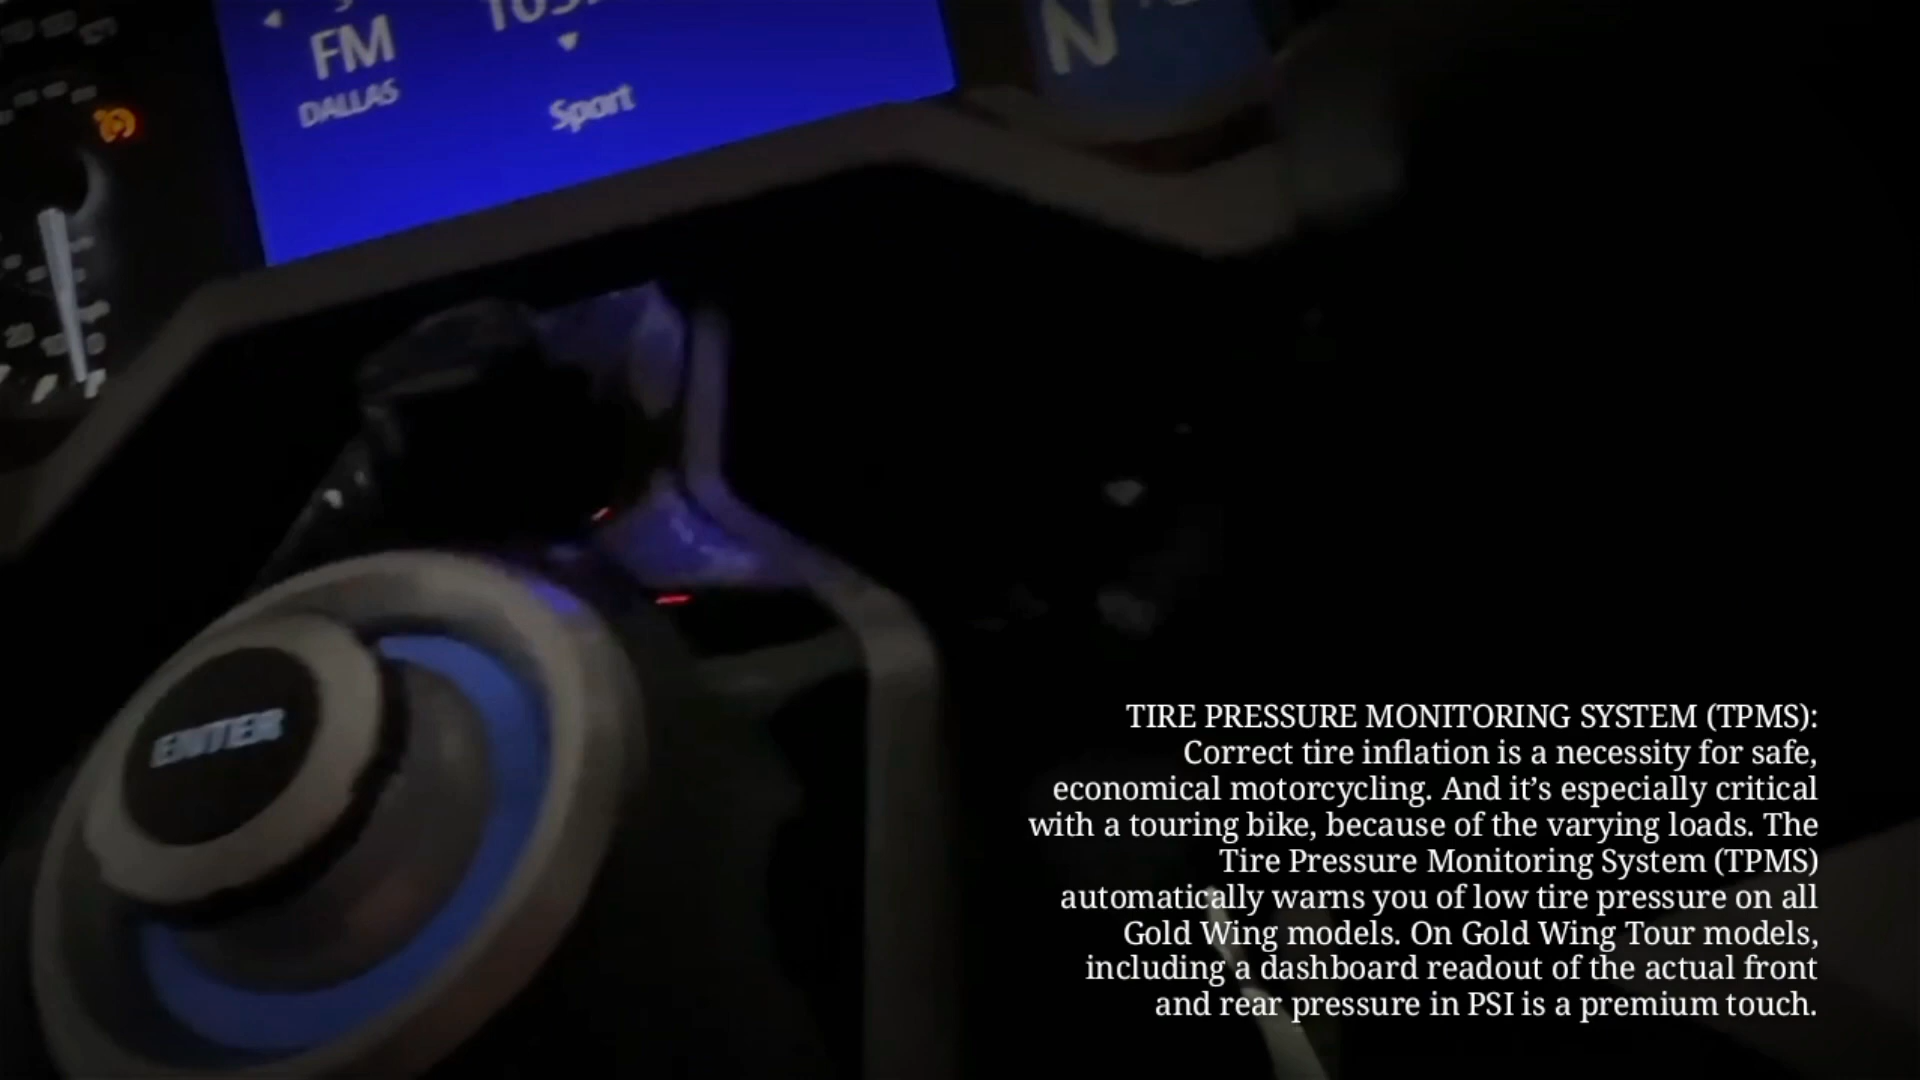 FM
DALLAS
Sport
N
20
ENTER
TIRE PRESSURE MONITORING SYSTEM (TPMS):
Correct tire inflation is a necessity for safe,
economical motorcycling. And it’s especially critical
with a touring bike, because of the varying loads. The
Tire Pressure Monitoring System (TPMS)
automatically warns you of low tire pressure on all
Gold Wing models. On Gold Wing Tour models,
including a dashboard readout of the actual front
and rear pressure in PSI is a premium touch.